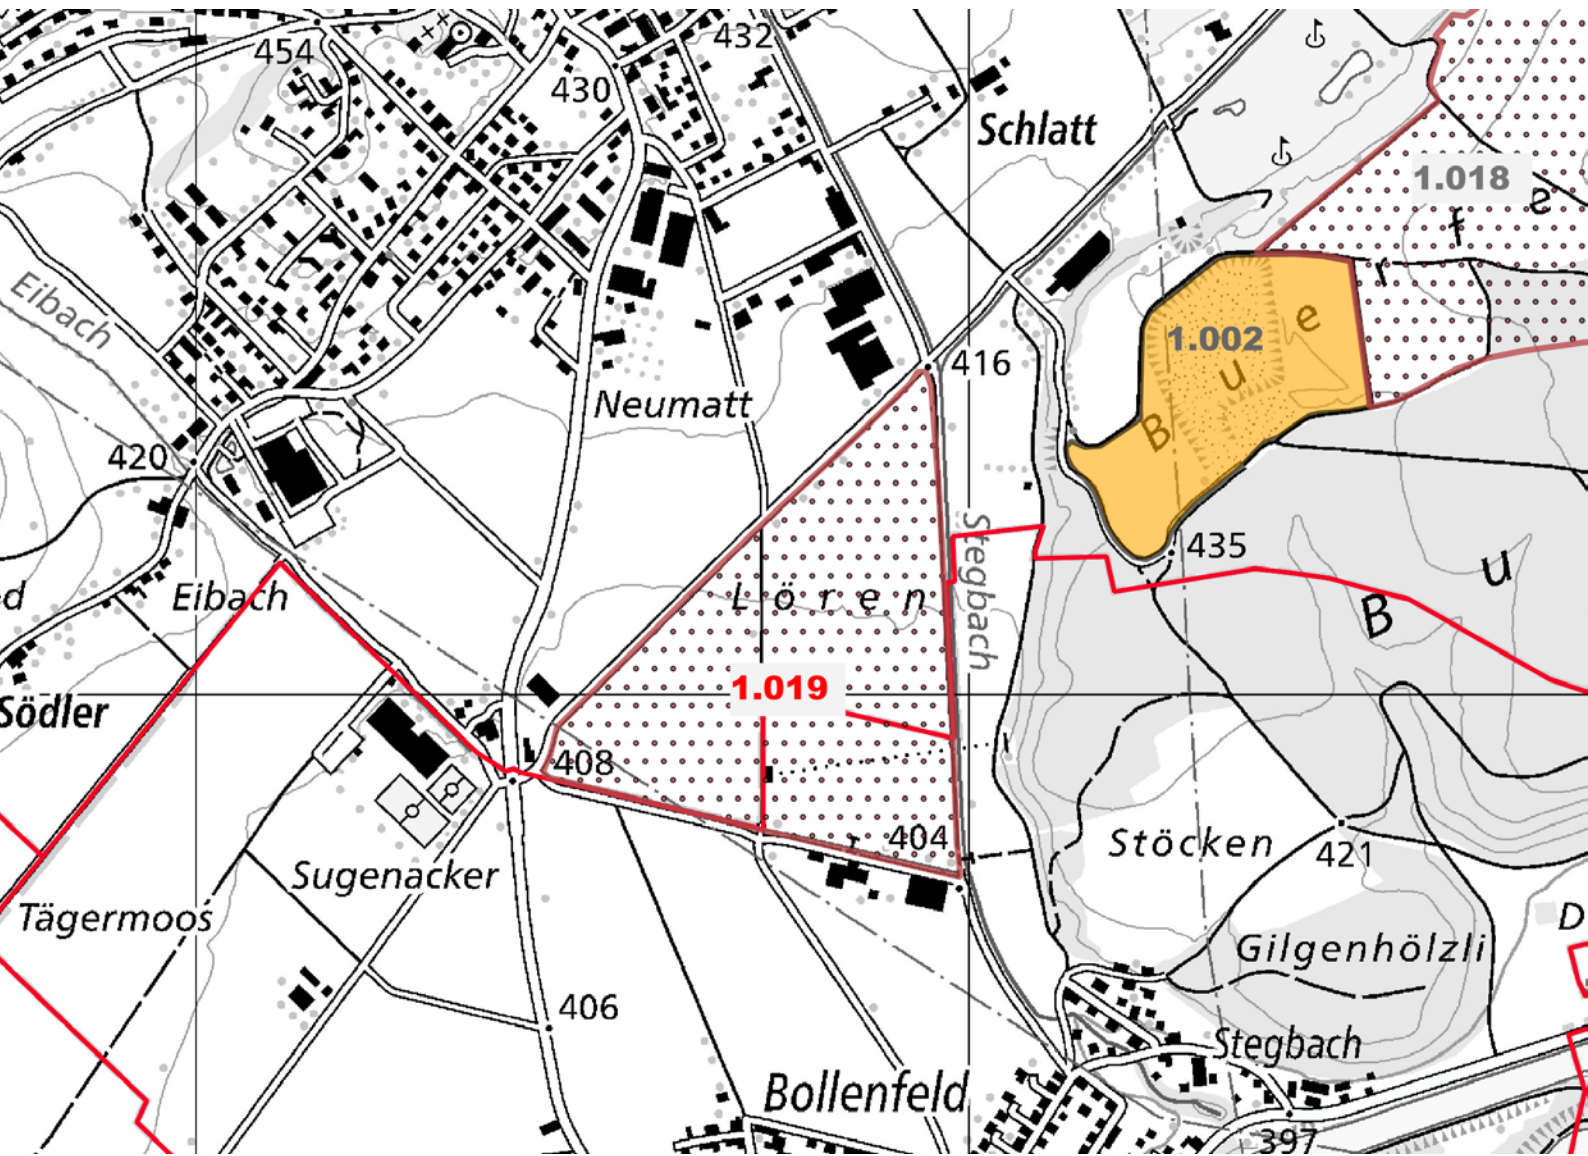 432
454
430
Schlatt
1.018
e
f
r
Eibach
e
1.002
416
u
Neumatt
B
420
435
Stegbach
u
Eibach
Lören
d
B
1.019
Södler
408
404
Stöcken
421
Sugenacker
Tägermoos
D
Gilgenhölzli
406
Stegbach
Bollenfeld
397